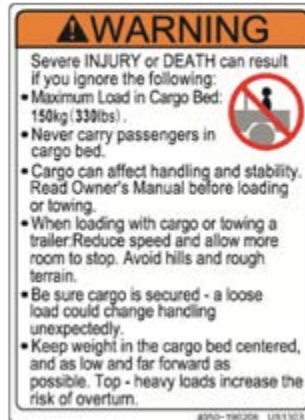 WARNING
Severe INJURY or DEATH can result
if you ignore the following:
• Maximum Load in Cargo Bed:
150kg(330lbs).
• Never carry passengers in
cargo bed.
• Cargo can affect handling and stability.
Read Owner's Manual before loading
or towing.
• When loading with cargo or towing a
trailer:Reduce speed and allow more
room to stop. Avoid hills and rough
terrain.
• Be sure cargo is secured - a loose
load could change handling
unexpectedly.
• Keep weight in the cargo bed centered,
and as low and far forward as
possible. Top - heavy loads increase the
risk of overturn.